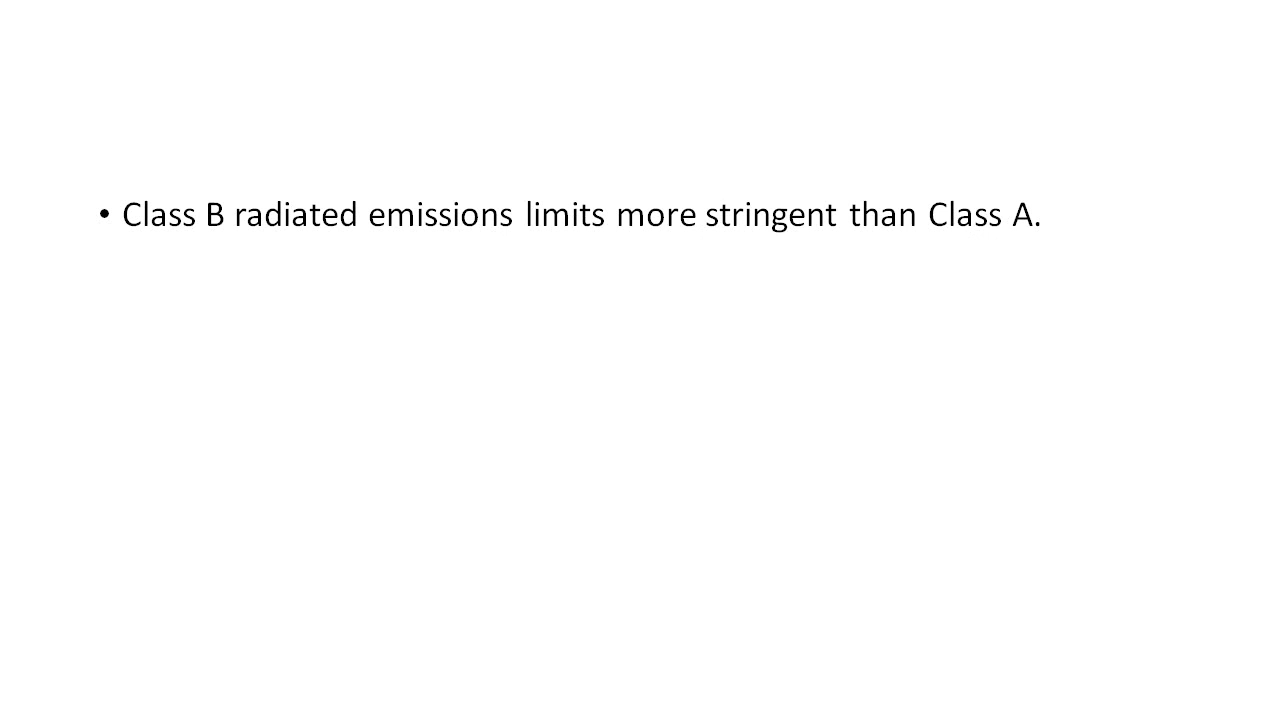 • Class B radiated emissions limits more stringent than Class A.